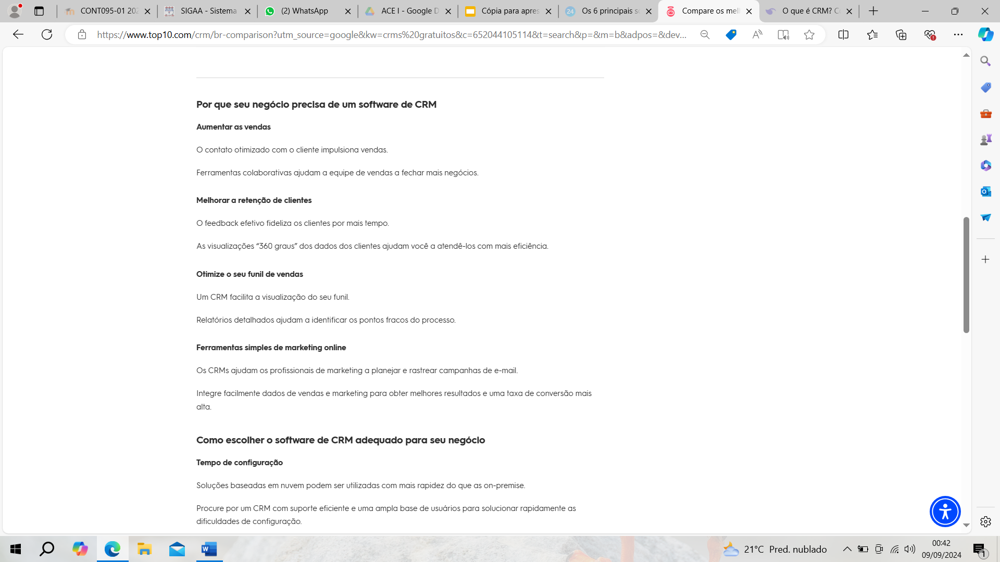 CONT095-01 202
SIGAA - Sistema
(2) WhatsApp
ACE I - Google D
Cópia para apres
Os 6 principais so
Compare os melh
O que é CRM? Co
https://www.top10.com/crm/br-comparison?utm_source=google&kw=crms%20gratuitos&c=652044105114&t=search&p=&m=b&adpos=&dev...
Por que seu negócio precisa de um software de CRM
Aumentar as vendas
O contato otimizado com o cliente impulsiona vendas.
Ferramentas colaborativas ajudam a equipe de vendas a fechar mais negócios.
Melhorar a retenção de clientes
O feedback efetivo fideliza os clientes por mais tempo.
As visualizações “360 graus” dos dados dos clientes ajudam você a atendê-los com mais eficiência.
Otimize o seu funil de vendas
Um CRM facilita a visualização do seu funil.
Relatórios detalhados ajudam a identificar os pontos fracos do processo.
Ferramentas simples de marketing online
Os CRMs ajudam os profissionais de marketing a planejar e rastrear campanhas de e-mail.
Integre facilmente dados de vendas e marketing para obter melhores resultados e uma taxa de conversão mais
alta.
Como escolher o software de CRM adequado para seu negócio
Tempo de configuração
Soluções baseadas em nuvem podem ser utilizadas com mais rapidez do que as on-premise.
Procure por um CRM com suporte eficiente e uma ampla base de usuários para solucionar rapidamente as
dificuldades de configuração.
21°C Pred. nublado
00:42
09/09/2024
1